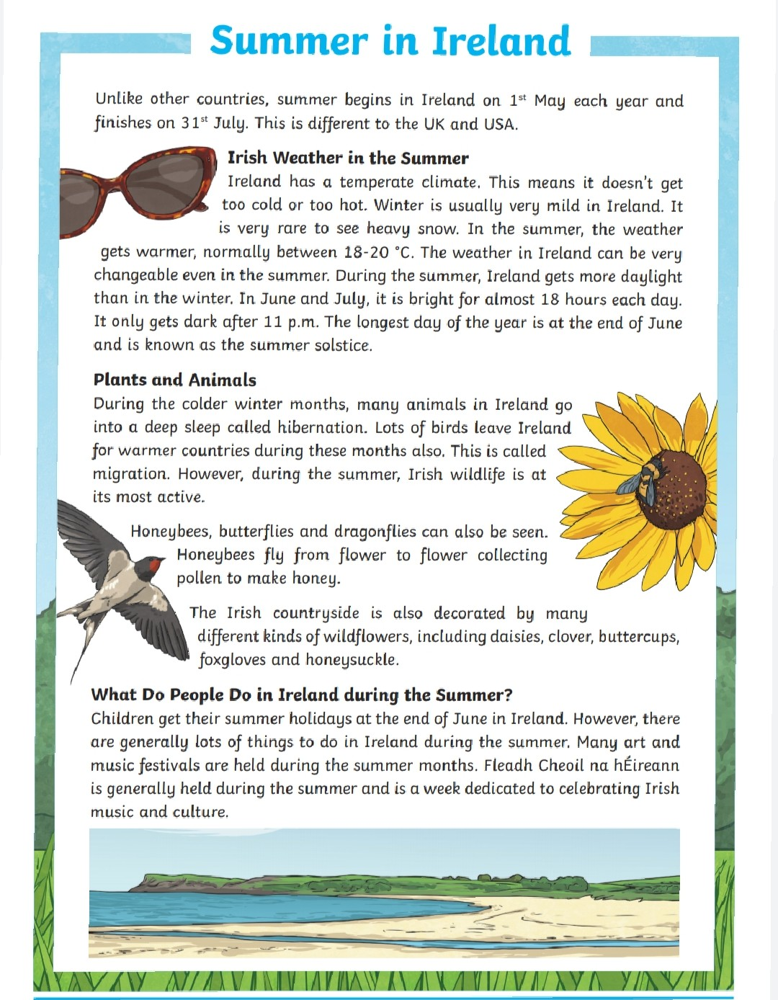 Summer in Ireland
Unlike other countries, summer begins in Ireland on 1st May each year and
finishes on 31st July. This is different to the UK and USA.
Irish Weather in the Summer
Ireland has a temperate climate. This means it doesn't get
too cold or too hot. Winter is usually very mild in Ireland. It
is very rare to see heavy snow. In the summer, the weather
gets warmer, normally between 18-20 °C. The weather in Ireland can be very
changeable even in the summer. During the summer, Ireland gets more daylight
than in the winter. In June and July, it is bright for almost 18 hours each day.
It only gets dark after 11 p.m. The longest day of the year is at the end of June
and is known as the summer solstice.
Plants and Animals
During the colder winter months, many animals in Ireland go
into a deep sleep called hibernation. Lots of birds leave Ireland
for warmer countries during these months also. This is called
migration. However, during the summer, Irish wildlife is at
its most active.
Honeybees, butterflies and dragonflies can also be seen.
Honeybees fly from flower to flower collecting
pollen to make honey.
The Irish countryside is also decorated by many
different kinds of wildflowers, including daisies, clover, buttercups,
foxgloves and honeysuckle.
What Do People Do in Ireland during the Summer?
Children get their summer holidays at the end of June in Ireland. However, there
are generally lots of things to do in Ireland during the summer. Many art and
music festivals are held during the summer months. Fleadh Cheoil na hÉireann
is generally held during the summer and is a week dedicated to celebrating Irish
music and culture.